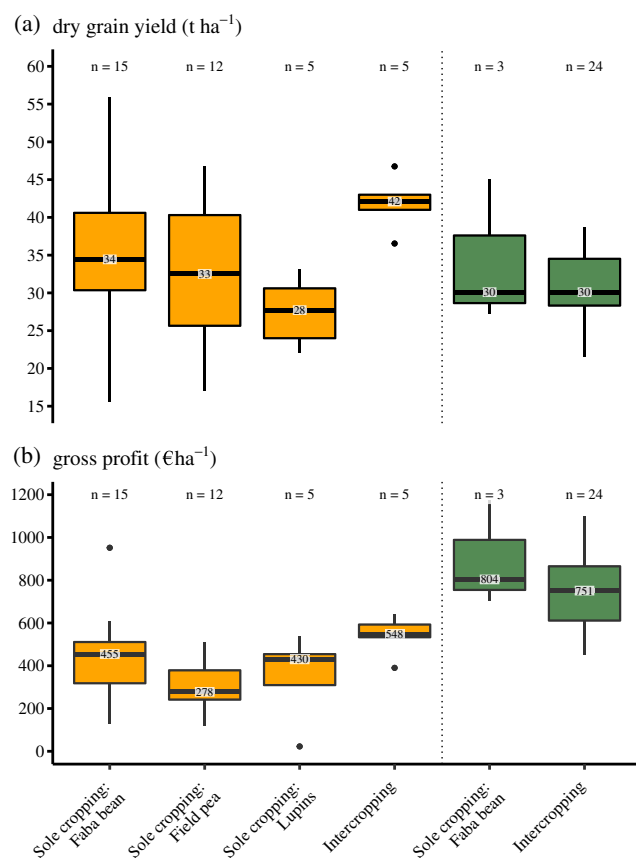 (a) dry grain yield (t ha⁻¹)
60
55
50
45
40
35
30
25
20
15
n = 15 n = 12 n = 5 n = 5 n = 3 n = 24
34 33 28 42 30 30
(b) gross profit (€ha⁻¹)
1200
1000
800
600
400
200
0
n = 15 n = 12 n = 5 n = 5 n = 3 n = 24
455 278 430 548 804 751
Sole cropping:
Faba bean
Sole cropping:
Field pea
Sole cropping:
Lupins
Intercropping
Sole cropping:
Faba bean
Intercropping